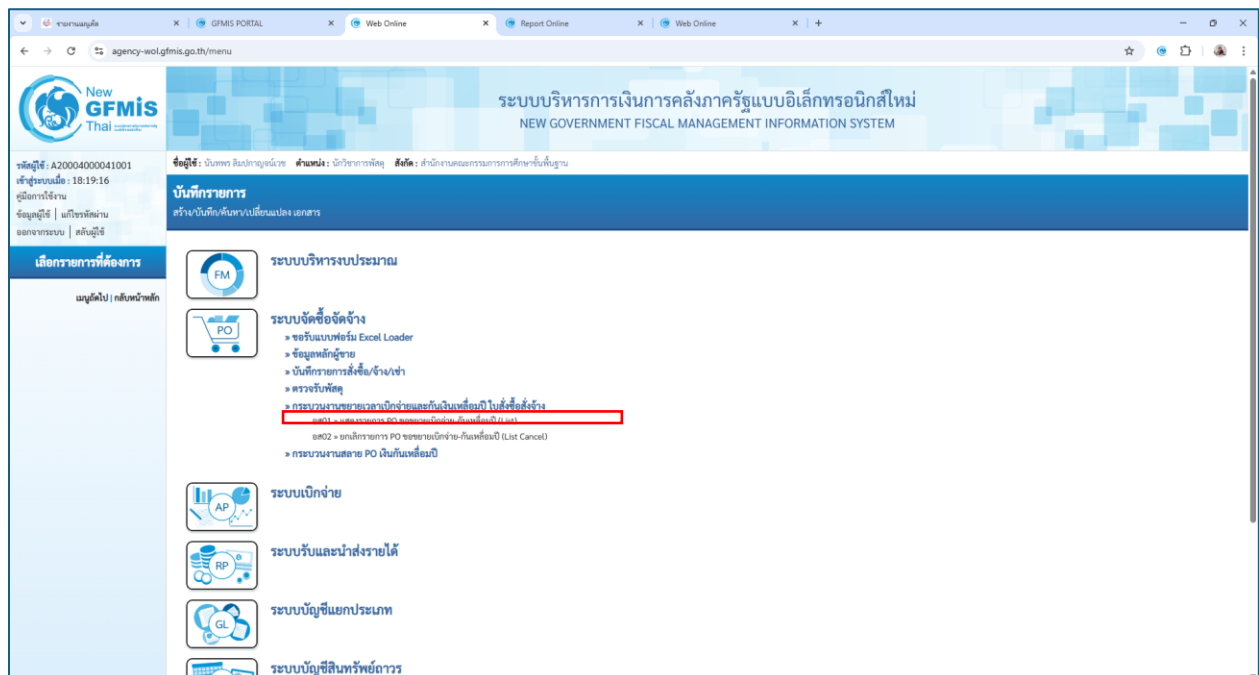 รายงานผูกมัด
GFMIS PORTAL
Web Online
Report Online
Web Online
agency-wol.gfmis.go.th/menu
New
GFMIS
Thai
ระบบบริหารการเงินการคลังภาครัฐแบบอิเล็กทรอนิกส์ใหม่
NEW GOVERNMENT FISCAL MANAGEMENT INFORMATION SYSTEM
รหัสผู้ใช้ : A20004000041001
เข้าสู่ระบบเมื่อ : 18:19:16
คู่มือการใช้งาน
ข้อมูลผู้ใช้ | แก้ไขรหัสผ่าน
ออกจากระบบ | สลับผู้ใช้
ชื่อผู้ใช้ : นันทพร ลิมปกาญจน์เวช ตำแหน่ง : นักวิชาการพัสดุ สังกัด : สำนักงานคณะกรรมการการศึกษาขั้นพื้นฐาน
บันทึกรายการ
สร้าง/บันทึก/ค้นหา/เปลี่ยนแปลง เอกสาร
เลือกรายการที่ต้องการ
เมนูถัดไป | กลับหน้าหลัก
FM
ระบบบริหารงบประมาณ
PO
ระบบจัดซื้อจัดจ้าง
» ขอรับแบบฟอร์ม Excel Loader
» ข้อมูลหลักผู้ขาย
» บันทึกรายการสั่งซื้อ/จ้าง/เช่า
» ตรวจรับพัสดุ
» กระบวนงานขยายเวลาเบิกจ่ายและกันเงินเหลื่อมปี ใบสั่งซื้อสั่งจ้าง
ขส01 » แสดงรายการ PO ขอขยายเบิกจ่าย-กันเหลื่อมปี (List)
ขส02 » ยกเลิกรายการ PO ขอขยายเบิกจ่าย-กันเหลื่อมปี (List Cancel)
» กระบวนงานสลาย PO เงินกันเหลื่อมปี
AP
ระบบเบิกจ่าย
RP
ระบบรับและนำส่งรายได้
GL
ระบบบัญชีแยกประเภท
ระบบบัญชีสินทรัพย์ถาวร